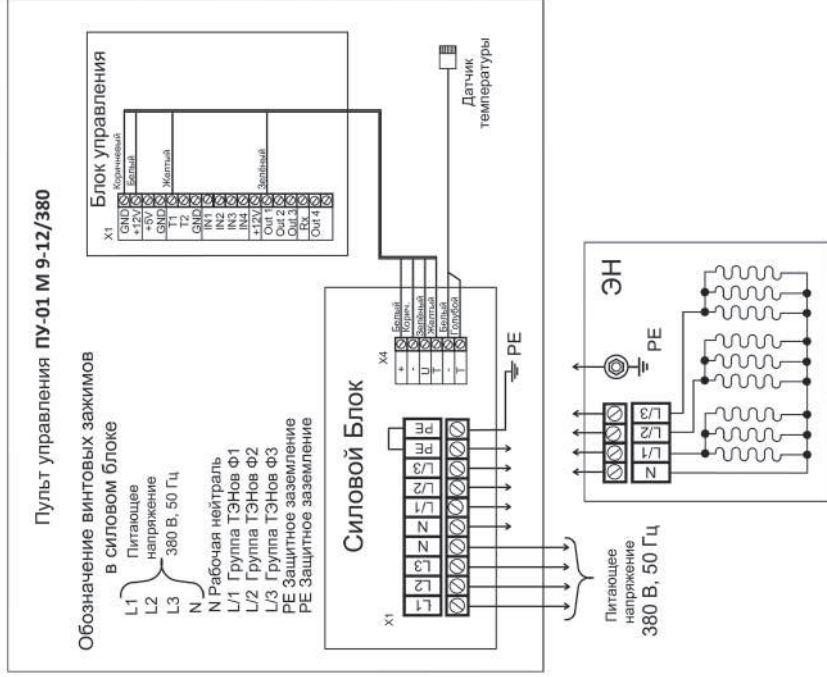 Пульт управления ПУ-01 М 9-12/380
Обозначение винтовых зажимов
в силовом блоке
L1
L2
L3
N
Питающее
напряжение
380 В, 50 Гц
N Рабочая нейтраль
L/1 Группа ТЭНов Ф1
L/2 Группа ТЭНов Ф2
L/3 Группа ТЭНов Ф3
PE Защитное заземление
PE Защитное заземление
Блок управления
X1
GND
+12V
+5V
GND
T1
T2
GND
IN1
IN2
IN3
IN4
+12V
Out 1
Out 2
Out 3
Rx
Out 4
Коричневый
Белый
Желтый
Зелёный
Датчик
температуры
Силовой Блок
X4
+
-
U
T
-
T
Белый
Корич.
Зелёный
Желтый
Белый
Голубой
X1
L1
L2
L3
N
N
L/1
L/2
L/3
PE
PE
PE
Питающее
напряжение
380 В, 50 Гц
ЭН
PE
N
L/1
L/2
L/3